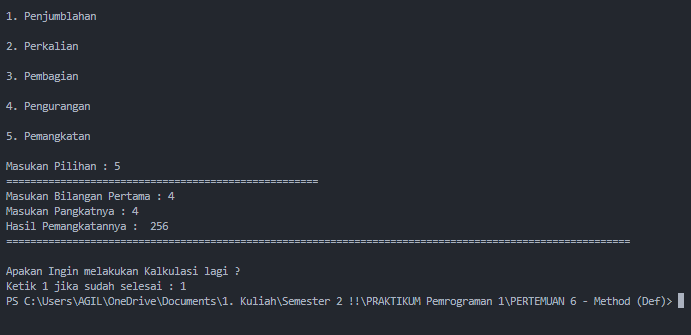 1. Penjumblahan
2. Perkalian
3. Pembagian
4. Pengurangan
5. Pemangkatan
Masukan Pilihan : 5
====================================================
Masukan Bilangan Pertama : 4
Masukan Pangkatnya : 4
Hasil Pemangkatannya :  256
========================================================================================================
Apakan Ingin melakukan Kalkulasi lagi ?
Ketik 1 jika sudah selesai : 1
PS C:\Users\AGIL\OneDrive\Documents\1. Kuliah\Semester 2 !!\PRAKTIKUM Pemrograman 1\PERTEMUAN 6 - Method (Def)>